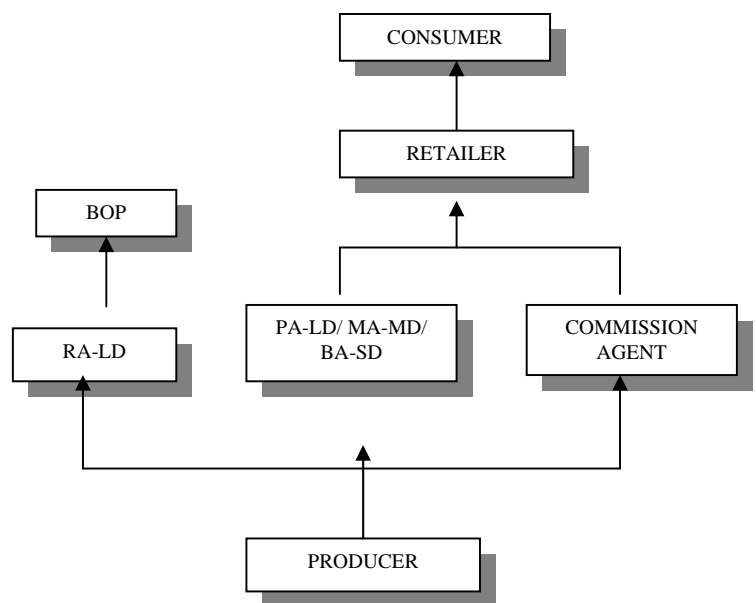 CONSUMER
RETAILER
BOP
RA-LD
PA-LD/ MA-MD/
BA-SD
COMMISSION
AGENT
PRODUCER